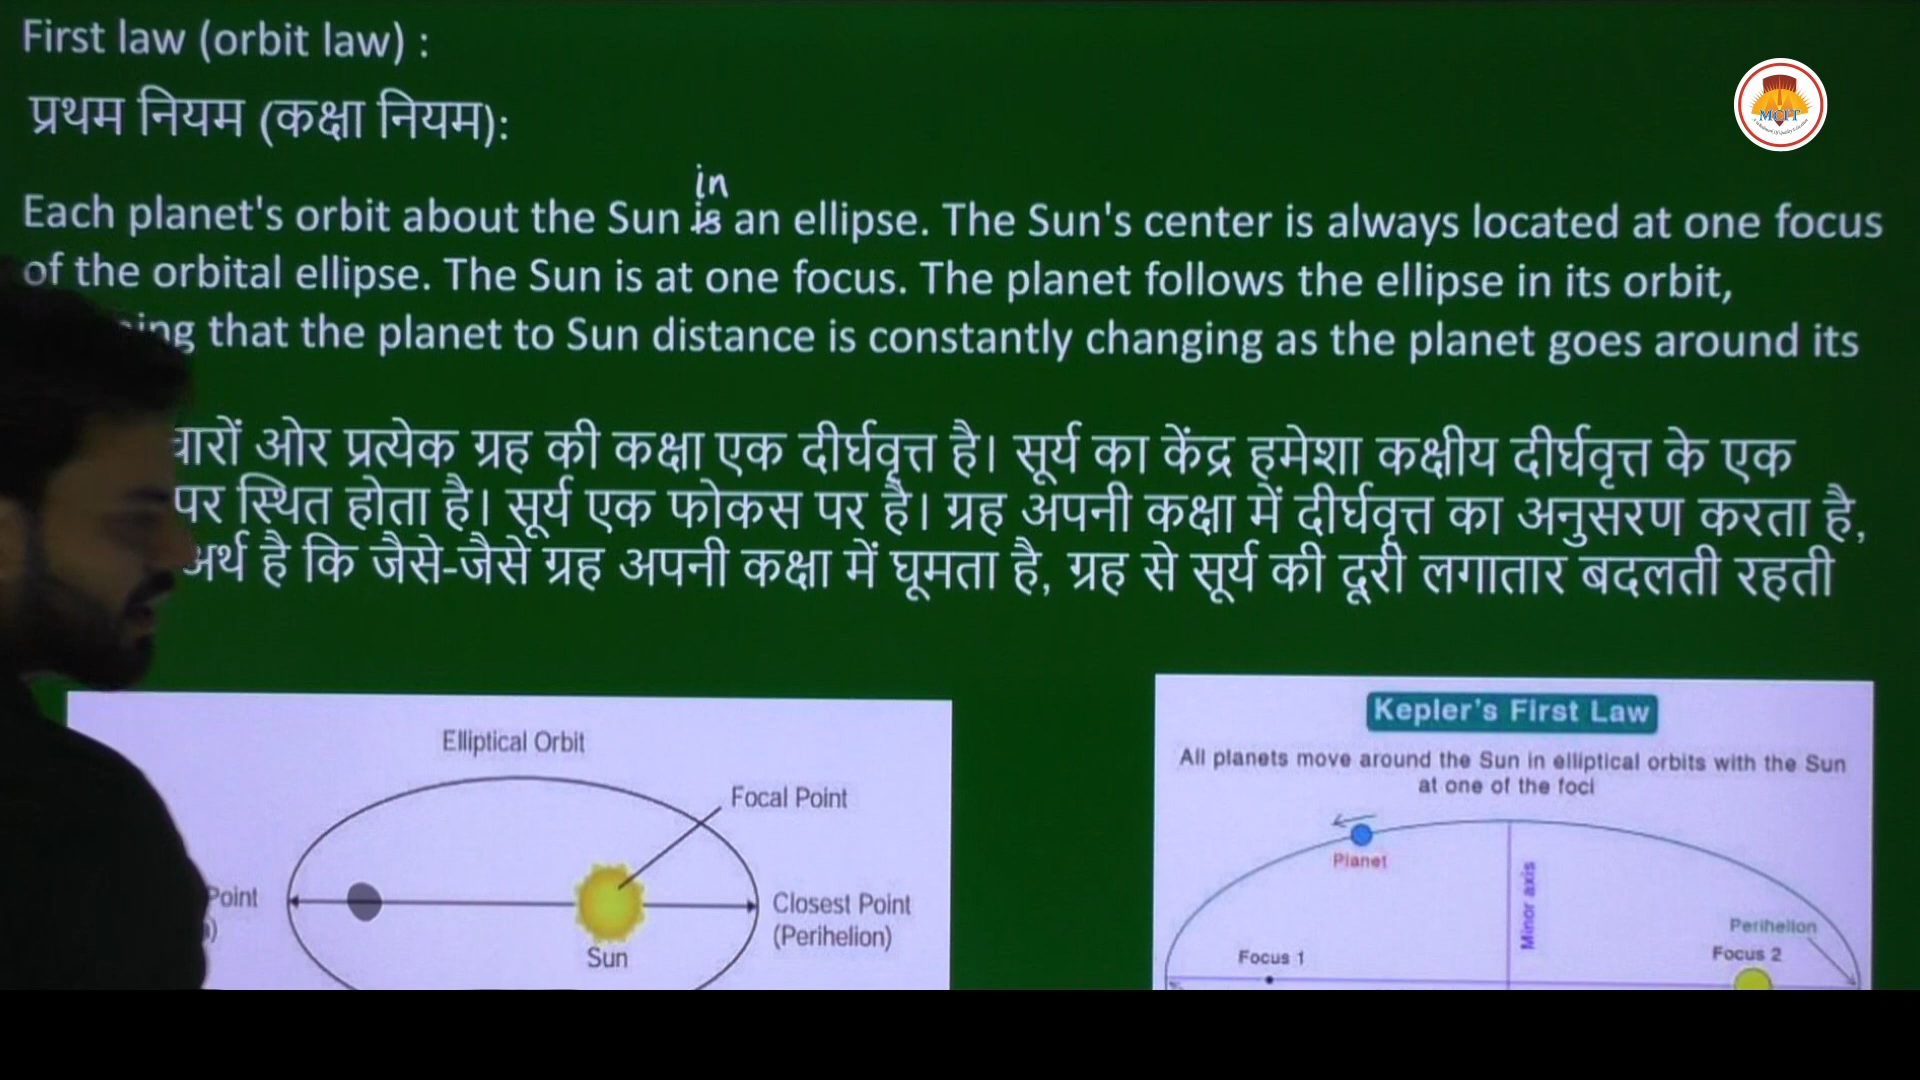 First law (orbit law) :
प्रथम नियम (कक्षा नियम):
in
Each planet's orbit about the Sun is an ellipse. The Sun's center is always located at one focus
of the orbital ellipse. The Sun is at one focus. The planet follows the ellipse in its orbit,
that the planet to Sun distance is constantly changing as the planet goes around its
ओर प्रत्येक ग्रह की कक्षा एक दीर्घवृत्त है। सूर्य का केंद्र हमेशा कक्षीय दीर्घवृत्त के एक
पर स्थित होता है। सूर्य एक फोकस पर है। ग्रह अपनी कक्षा में दीर्घवृत्त का अनुसरण करता है,
अर्थ है कि जैसे-जैसे ग्रह अपनी कक्षा में घूमता है, ग्रह से सूर्य की दूरी लगातार बदलती रहती
Elliptical Orbit
Focal Point
Point
Closest Point
(Perihelion)
Sun
Kepler's First Law
All planets move around the Sun in elliptical orbits with the Sun
at one of the foci
Planet
Minor axis
Perihelion
Focus 1
Focus 2
MCIT